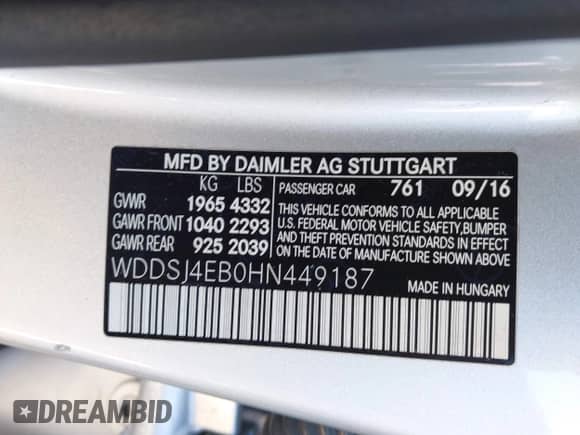 MFD BY DAIMLER AG STUTTGART
KG LBS
GVWR 1965 4332
GAWR FRONT 1040 2293
GAWR REAR 925 2039
PASSENGER CAR 761 09/16
THIS VEHICLE CONFORMS TO ALL APPLICABLE
U.S. FEDERAL MOTOR VEHICLE SAFETY,BUMPER
AND THEFT PREVENTION STANDARDS IN EFFECT
ON THE DATE OF MANUFACTURE SHOWN ABOVE.
WDDSJ4EB0HN449187
MADE IN HUNGARY
DREAMBID